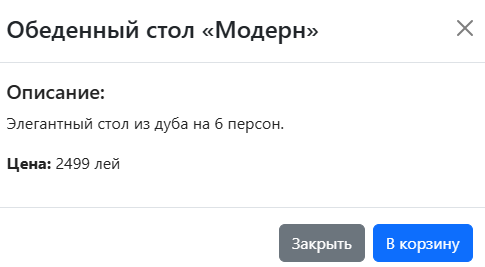 Обеденный стол «Модерн»
Описание:
Элегантный стол из дуба на 6 персон.
Цена: 2499 лей
Закрыть
В корзину